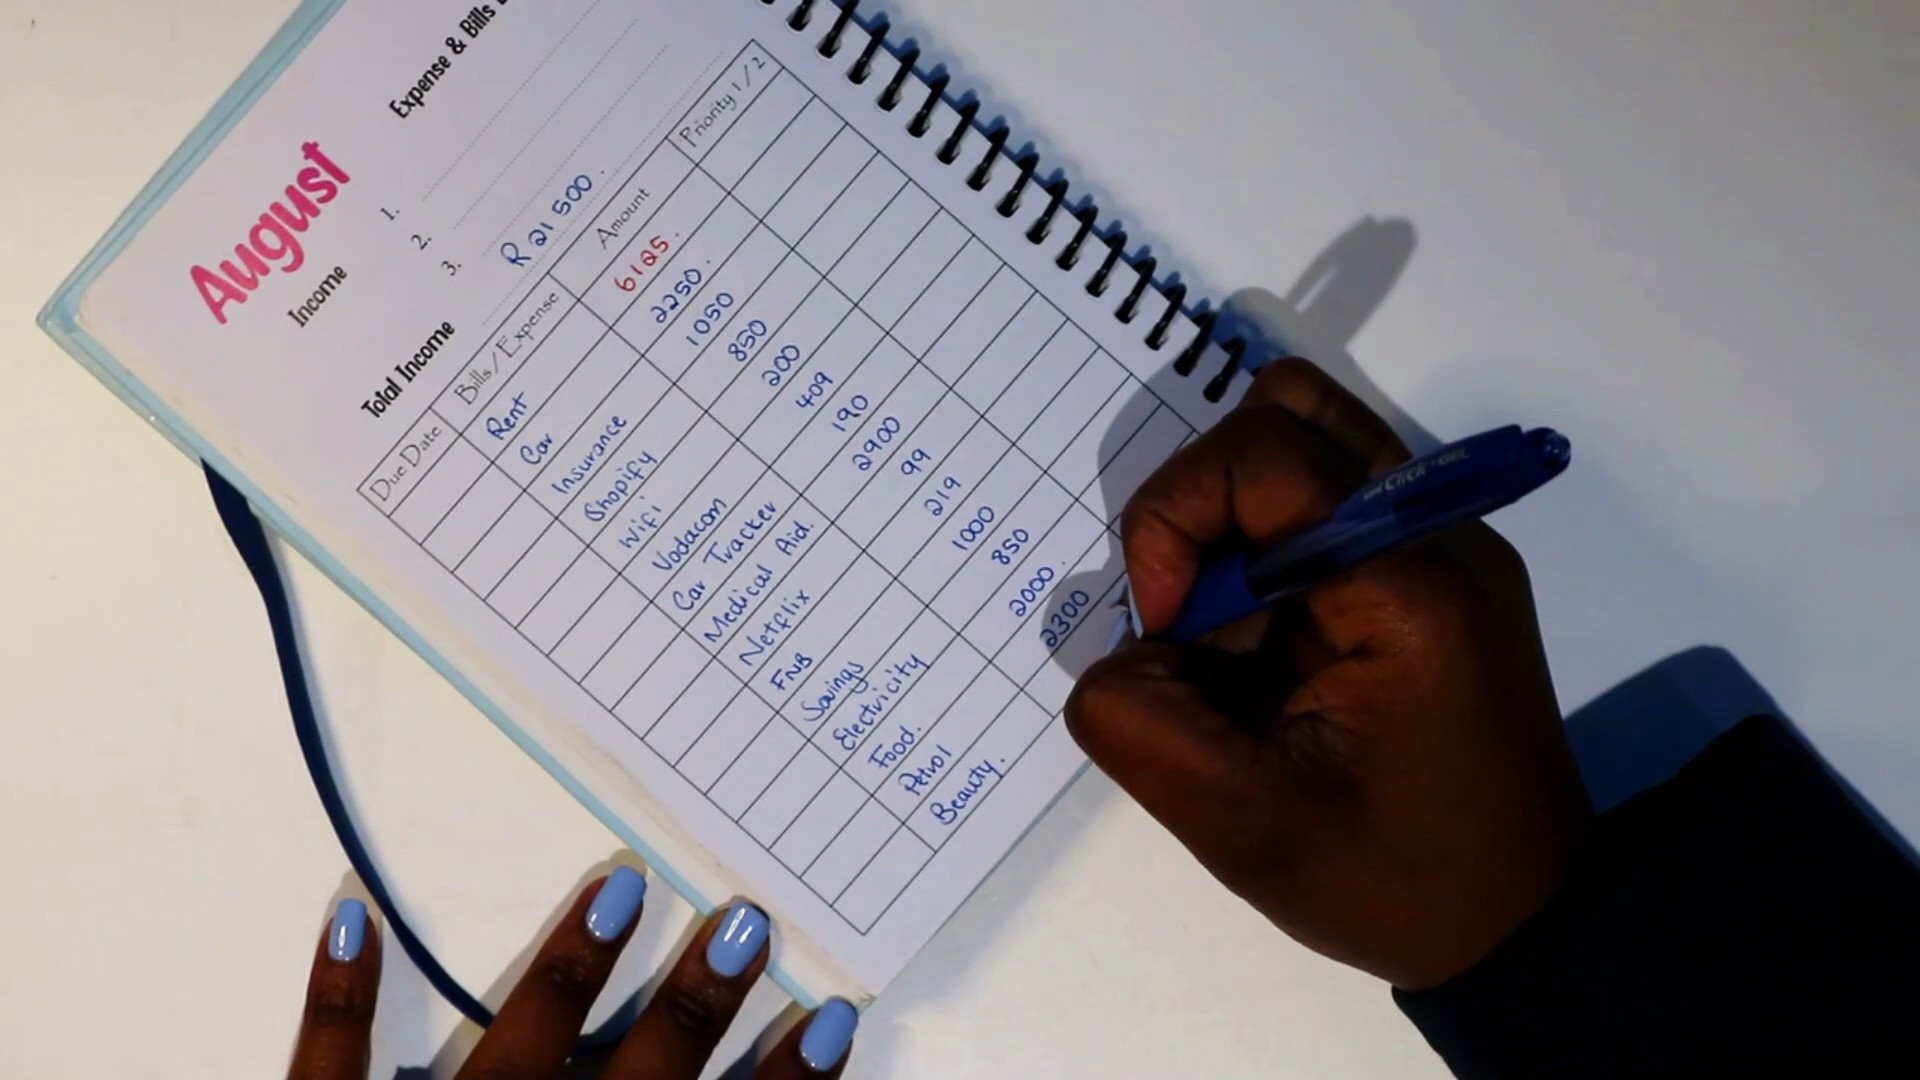 August
Expense & Bills
Income
1.
2.
3.
Total Income R 21 500.
Due Date Bills/Expense Amount Priority 1/2
Rent 6125.
Car 2250.
Insurance 1050
Shopify 850
Wifi 200
Vodacom 409
Car Tracker 190
Medical Aid. 2900
Netflix 99
FNB 219
Savings 1000
Electricity 850
Food. 2000.
Petrol 2300
Beauty.
Click-GEL